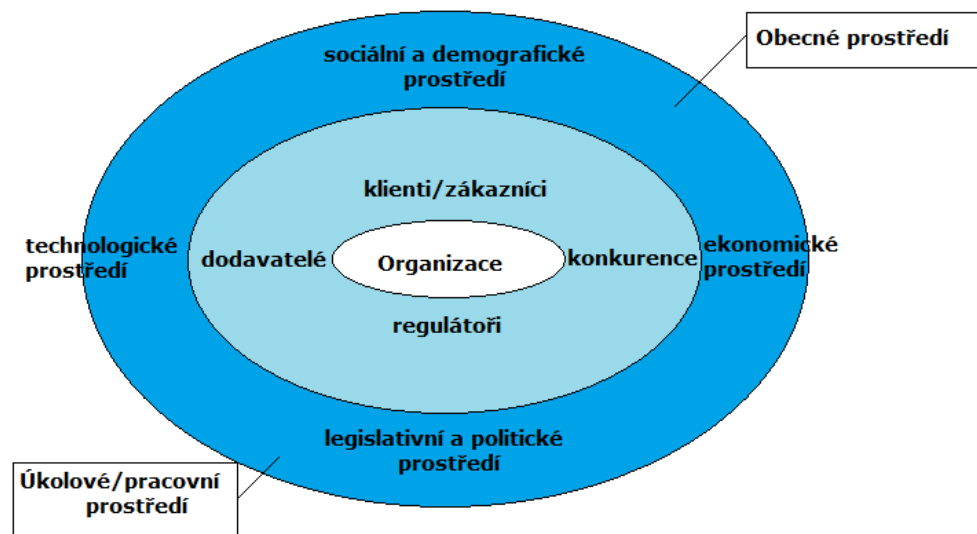 sociální a demografické
prostředí
Obecné prostředí
klienti/zákazníci
technologické
prostředí
dodavatelé
Organizace
konkurence
ekonomické
prostředí
regulátoři
legislativní a politické
prostředí
Úkolové/pracovní
prostředí